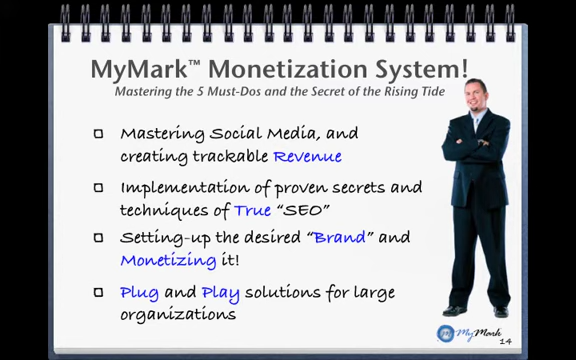 MyMark™ Monetization System!
Mastering the 5 Must-Dos and the Secret of the Rising Tide
Mastering Social Media, and
creating trackable Revenue
Implementation of proven secrets and
techniques of True "SEO"
Setting-up the desired "Brand" and
Monetizing it!
Plug and Play solutions for large
organizations
MyMark
14